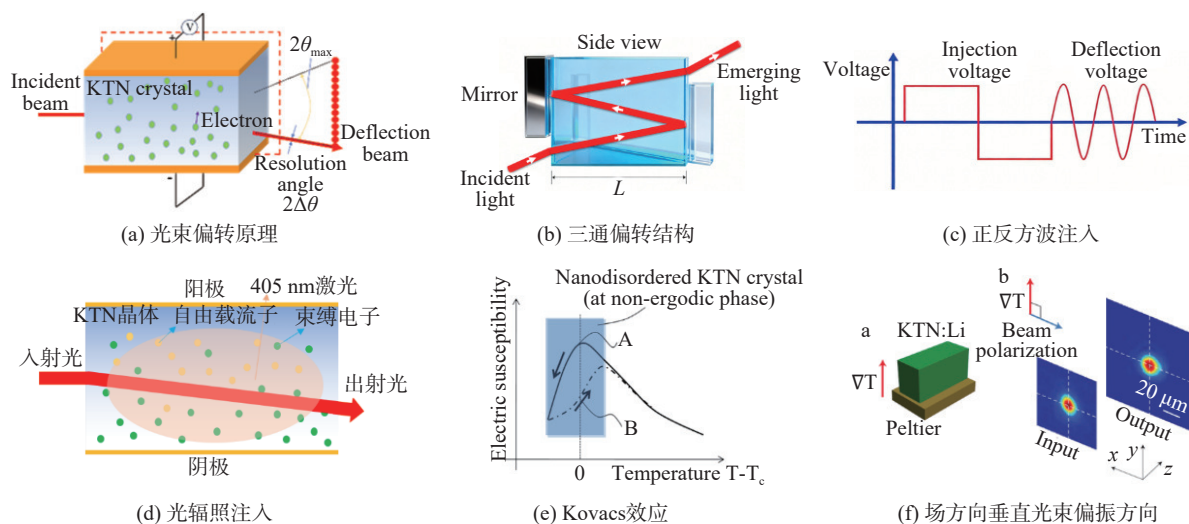 V
+
2θmax
KTN crystal
Incident
beam
Electron
Deflection
beam
Resolution
angle
2Δθ
-
(a) 光束偏转原理
Side view
Mirror
Emerging
light
Incident
light
L
(b) 三通偏转结构
Voltage
Injection
voltage
Deflection
voltage
Time
(c) 正反方波注入
阳极
405 nm激光
KTN晶体
自由载流子
束缚电子
入射光
出射光
阴极
(d) 光辐照注入
Nanodisordered KTN crystal
(at non-ergodic phase)
Electric susceptibility
A
B
0
Temperature T-Tc
(e) Kovacs效应
a
∇T
KTN:Li
Peltier
b
∇T
Beam
polarization
Input
20 μm
Output
x
y
z
(f) 场方向垂直光束偏振方向